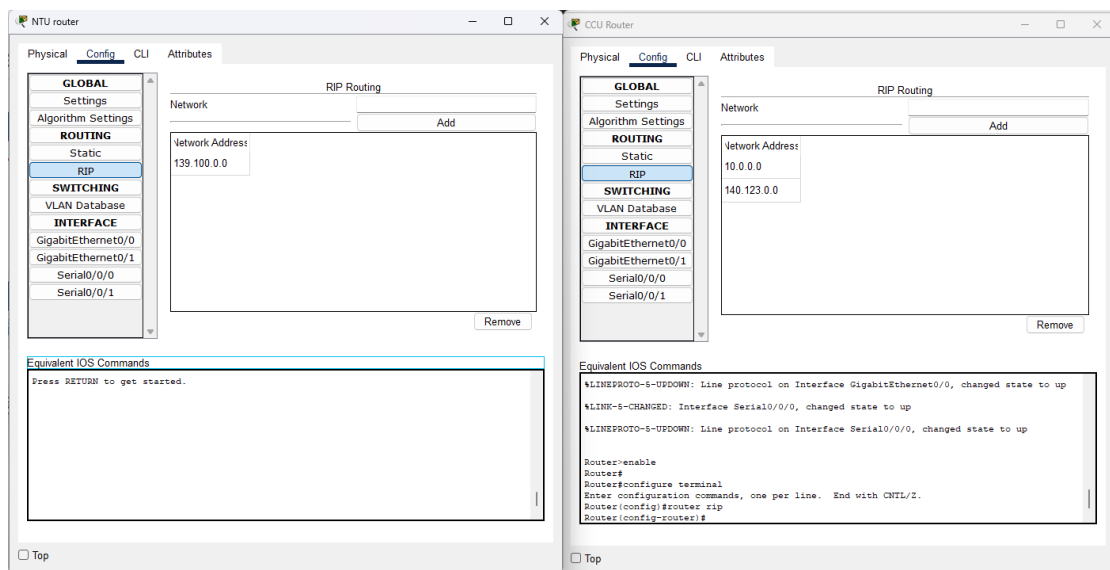 NTU router
Physical Config CLI Attributes
GLOBAL
Settings
Algorithm Settings
ROUTING
Static
RIP
SWITCHING
VLAN Database
INTERFACE
GigabitEthernet0/0
GigabitEthernet0/1
Serial0/0/0
Serial0/0/1
RIP Routing
Network
Add
Network Address
139.100.0.0
Remove
Equivalent IOS Commands
Press RETURN to get started.
Top
CCU Router
Physical Config CLI Attributes
GLOBAL
Settings
Algorithm Settings
ROUTING
Static
RIP
SWITCHING
VLAN Database
INTERFACE
GigabitEthernet0/0
GigabitEthernet0/1
Serial0/0/0
Serial0/0/1
RIP Routing
Network
Add
Network Address
10.0.0.0
140.123.0.0
Remove
Equivalent IOS Commands
%LINEPROTO-5-UPDOWN: Line protocol on Interface GigabitEthernet0/0, changed state to up
%LINK-5-CHANGED: Interface Serial0/0/0, changed state to up
%LINEPROTO-5-UPDOWN: Line protocol on Interface Serial0/0/0, changed state to up
Router>enable
Router#
Router#configure terminal
Enter configuration commands, one per line. End with CNTL/Z.
Router(config)#router rip
Router(config-router)#
Top